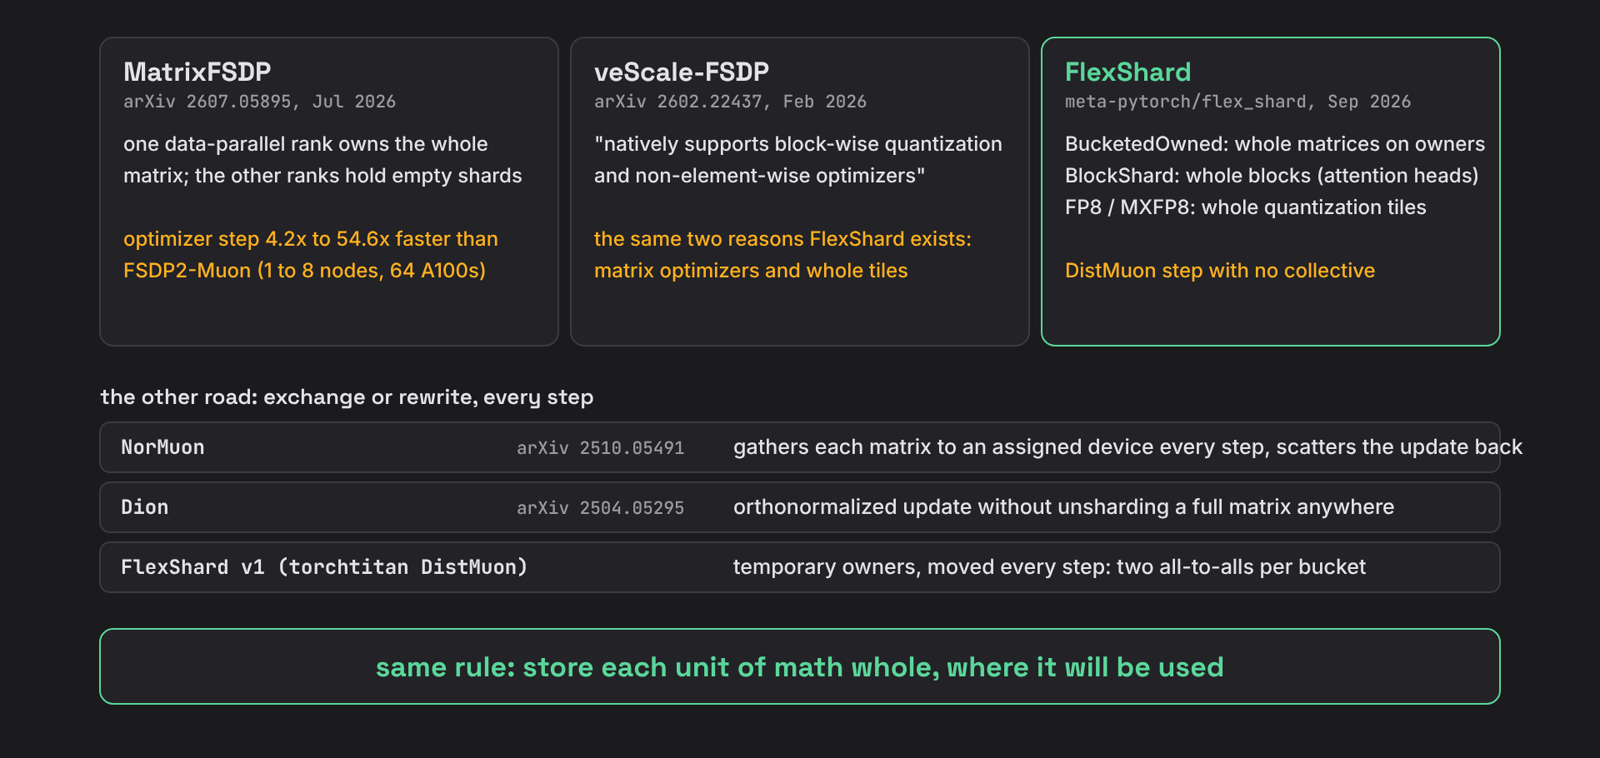 MatrixFSDP
arXiv 2607.05895, Jul 2026
one data-parallel rank owns the whole
matrix; the other ranks hold empty shards
optimizer step 4.2x to 54.6x faster than
FSDP2-Muon (1 to 8 nodes, 64 A100s)
veScale-FSDP
arXiv 2602.22437, Feb 2026
"natively supports block-wise quantization
and non-element-wise optimizers"
the same two reasons FlexShard exists:
matrix optimizers and whole tiles
FlexShard
meta-pytorch/flex_shard, Sep 2026
BucketedOwned: whole matrices on owners
BlockShard: whole blocks (attention heads)
FP8 / MXFP8: whole quantization tiles
DistMuon step with no collective
the other road: exchange or rewrite, every step
NorMuon arXiv 2510.05491 gathers each matrix to an assigned device every step, scatters the update back
Dion arXiv 2504.05295 orthonormalized update without unsharding a full matrix anywhere
FlexShard v1 (torchtitan DistMuon) temporary owners, moved every step: two all-to-alls per bucket
same rule: store each unit of math whole, where it will be used